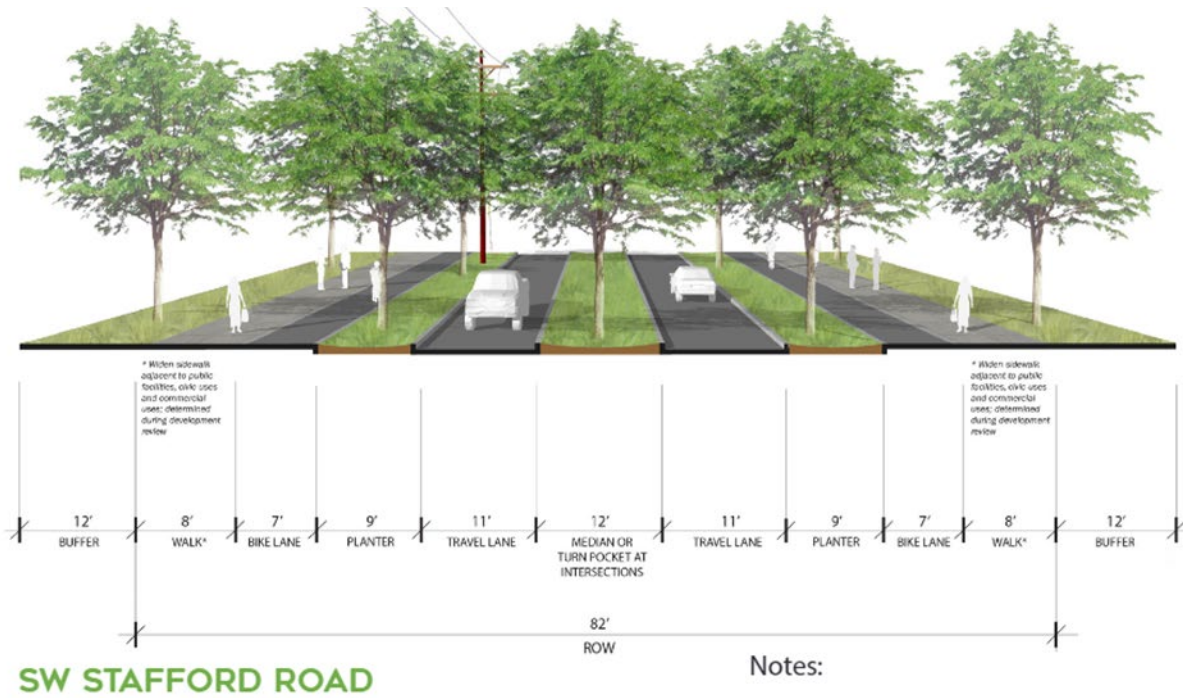 * Widen sidewalk
adjacent to public
facilities, civic uses
and commercial
uses; determined
during development
review
* Widen sidewalk
adjacent to public
facilities, civic uses
and commercial
uses; determined
during development
review
12' 8' 7' 9' 11' 12' 11' 9' 7' 8' 12'
BUFFER WALK* BIKE LANE PLANTER TRAVEL LANE MEDIAN OR TRAVEL LANE PLANTER BIKE LANE WALK* BUFFER
TURN POCKET AT
INTERSECTIONS
82'
ROW
SW STAFFORD ROAD
Notes: